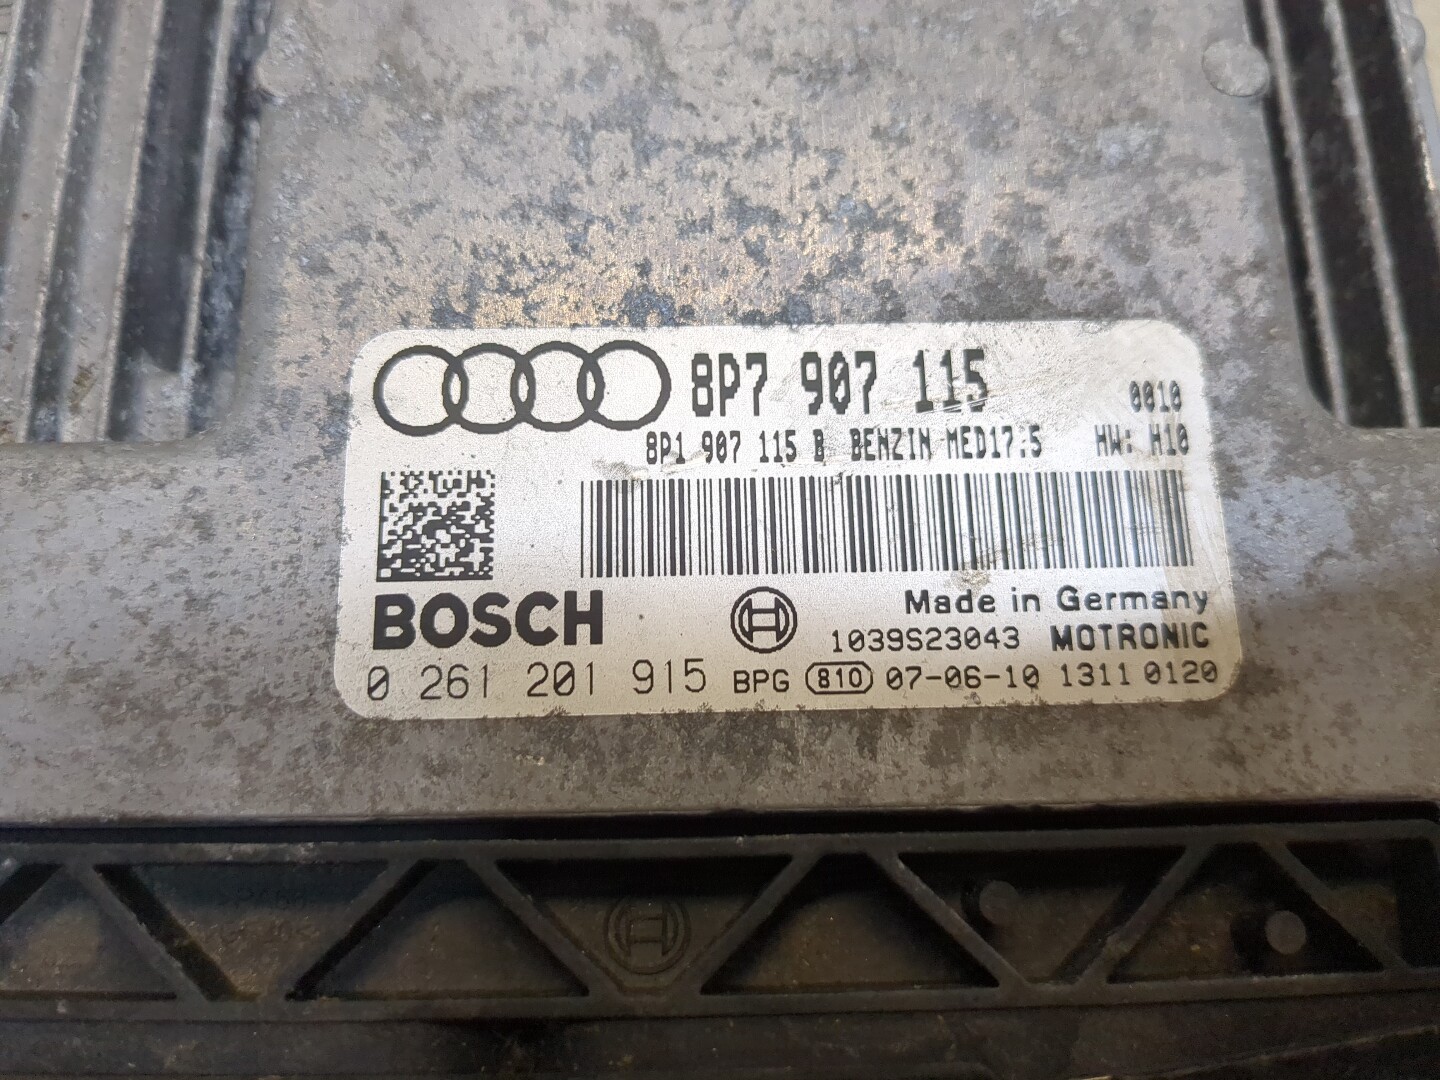 8P7 907 115
0010
8P1 907 115 B BENZIN MED17.5 HW: H10
BOSCH
Made in Germany
1039S23043 MOTRONIC
0 261 201 915 BPG 810 07-06-10 1311 0120